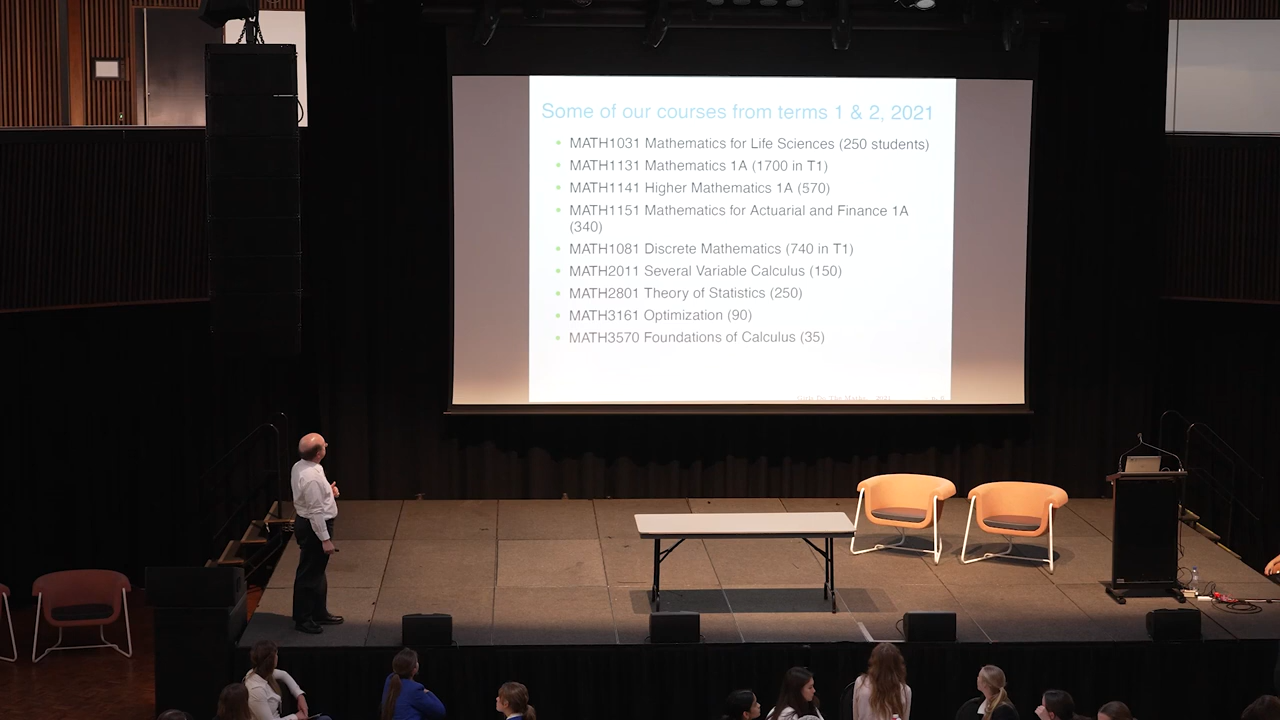 Some of our courses from terms 1 & 2, 2021
• MATH1031 Mathematics for Life Sciences (250 students)
• MATH1131 Mathematics 1A (1700 in T1)
• MATH1141 Higher Mathematics 1A (570)
• MATH1151 Mathematics for Actuarial and Finance 1A
(340)
• MATH1081 Discrete Mathematics (740 in T1)
• MATH2011 Several Variable Calculus (150)
• MATH2801 Theory of Statistics (250)
• MATH3161 Optimization (90)
• MATH3570 Foundations of Calculus (35)